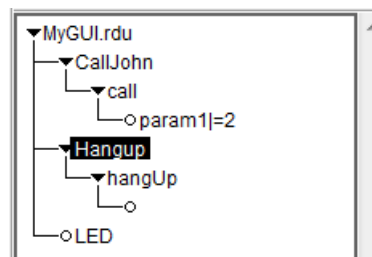 MyGUI.rdu
CallJohn
call
param1|=2
Hangup
hangUp
LED